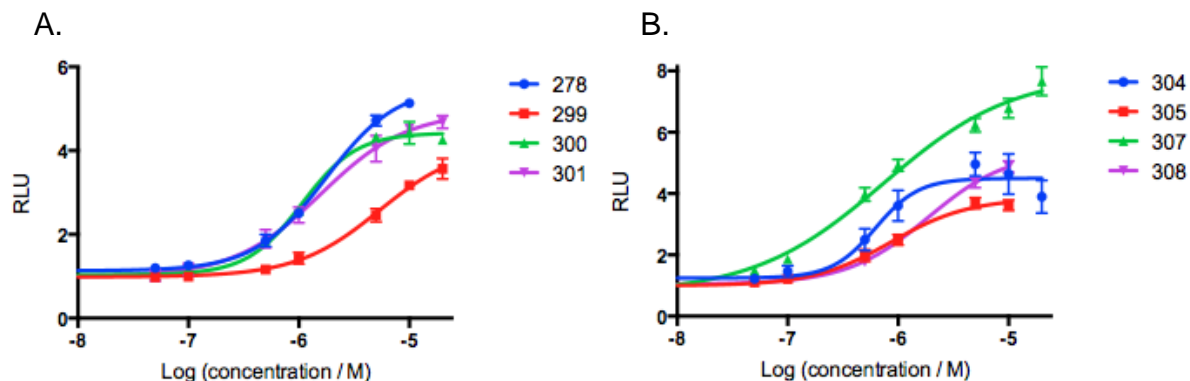 A.
6
4
2
0
RLU
-8 -7 -6 -5
Log (concentration / M)
278
299
300
301
B.
8
6
4
2
0
RLU
-8 -7 -6 -5
Log (concentration / M)
304
305
307
308